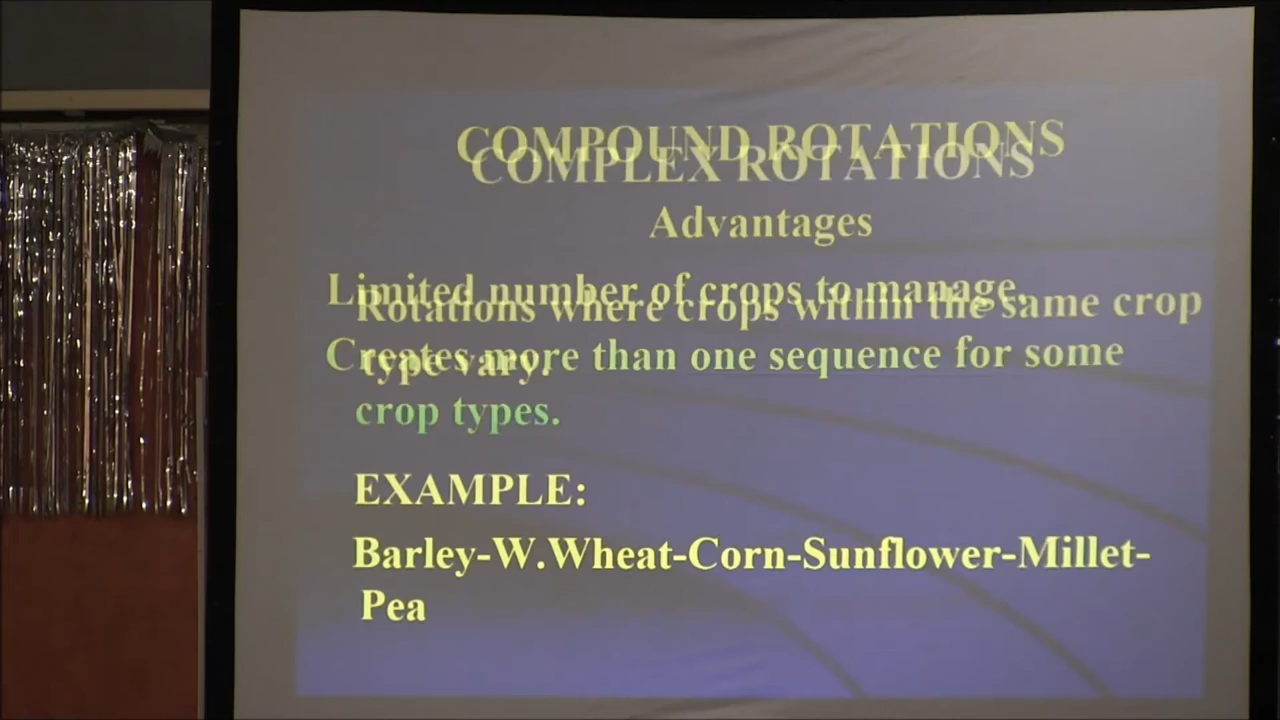 COMPOUND ROTATIONS
COMPLEX ROTATIONS
Advantages
Limited number of crops to manage.
Rotations where crops within the same crop
Creates more than one sequence for some
type vary.
crop types.
EXAMPLE:
Barley-W.Wheat-Corn-Sunflower-Millet-
Pea